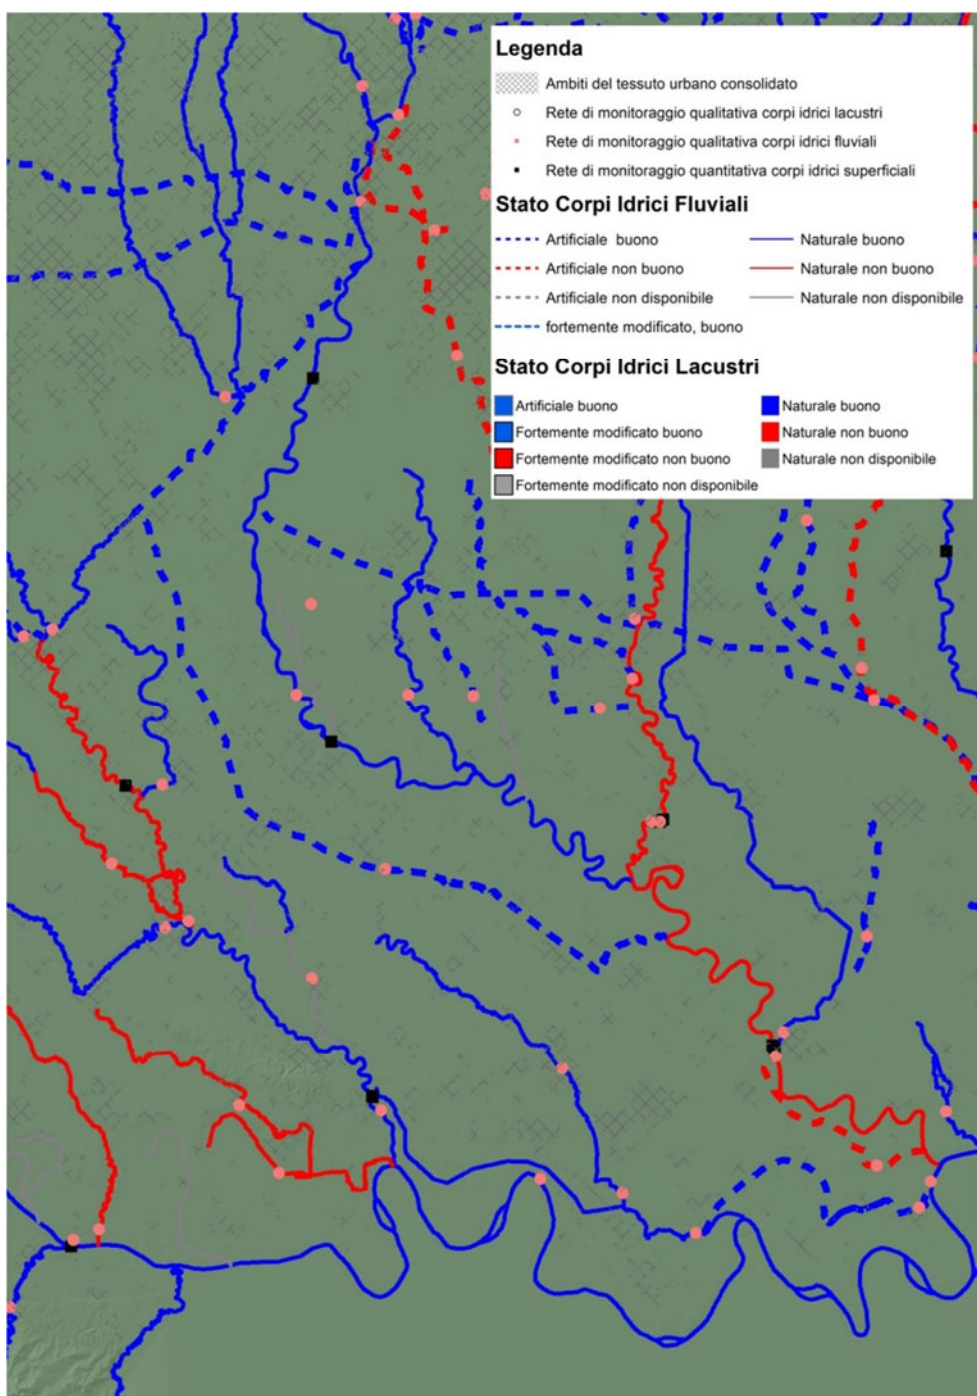 Legenda
Ambiti del tessuto urbano consolidato
Rete di monitoraggio qualitativa corpi idrici lacustri
Rete di monitoraggio qualitativa corpi idrici fluviali
Rete di monitoraggio quantitativa corpi idrici superficiali
Stato Corpi Idrici Fluviali
Artificiale buono
Naturale buono
Artificiale non buono
Naturale non buono
Artificiale non disponibile
Naturale non disponibile
fortemente modificato, buono
Stato Corpi Idrici Lacustri
Artificiale buono
Naturale buono
Fortemente modificato buono
Naturale non buono
Fortemente modificato non buono
Naturale non disponibile
Fortemente modificato non disponibile